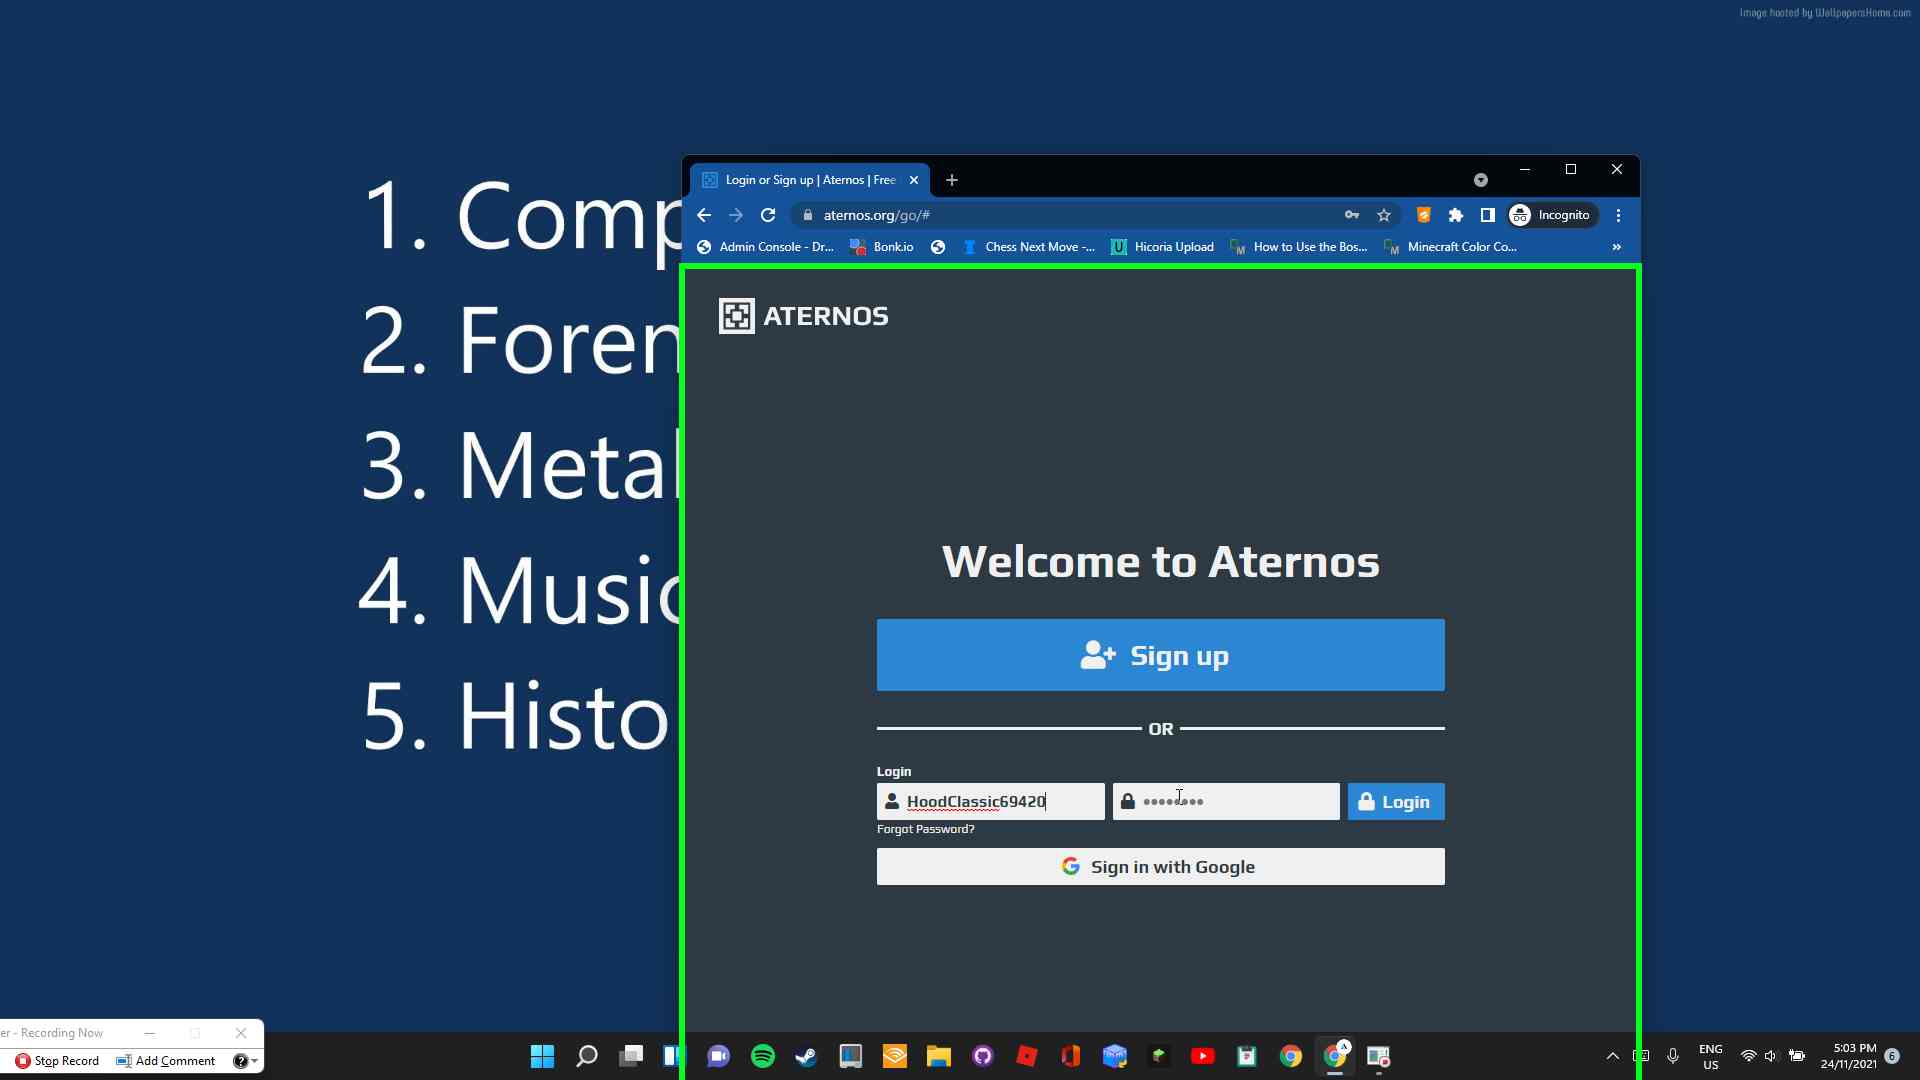 Image hosted by WallpapersHome.com
1. Comp
2. Foren
3. Metal
4. Music
5. Histo
Login or Sign up | Aternos | Free
aternos.org/go/#
Incognito
Admin Console - Dr...
Bonk.io
Chess Next Move -...
Hicoria Upload
How to Use the Bos...
Minecraft Color Co...
»
ATERNOS
Welcome to Aternos
Sign up
OR
Login
HoodClassic69420
Login
Forgot Password?
Sign in with Google
er - Recording Now
Stop Record
Add Comment
ENG
US
5:03 PM
24/11/2021
6